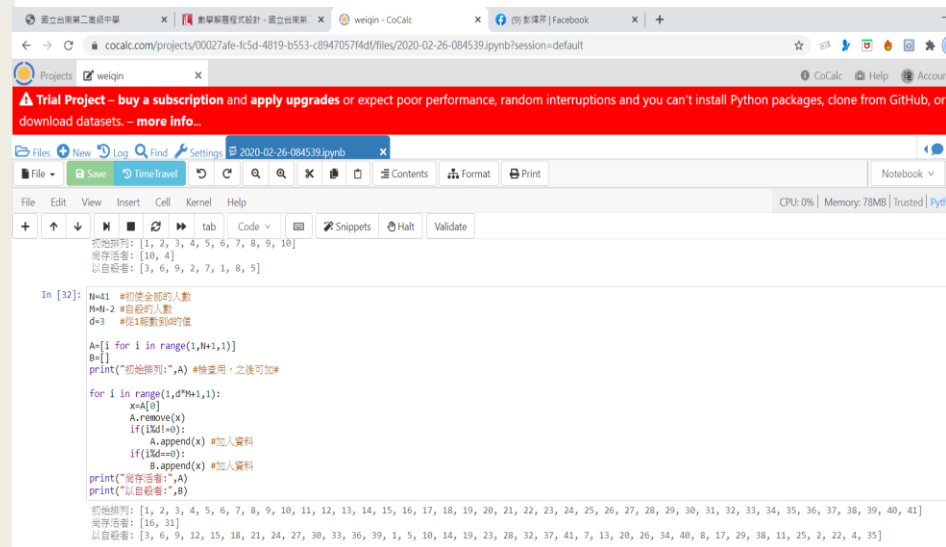 國立台南第二高級中學
數學解題程式設計 - 國立台南第二
weiqin - CoCalc
(9) 彭煒芹 | Facebook
cocalc.com/projects/00027afe-fc5d-4819-b553-c8947057f4df/files/2020-02-26-084539.ipynb?session=default
Projects weiqin CoCalc Help Accour
Trial Project – buy a subscription and apply upgrades or expect poor performance, random interruptions and you can't install Python packages, clone from GitHub, or
download datasets. – more info...
Files New Log Find Settings 2020-02-26-084539.ipynb
File Save TimeTravel Contents Format Print Notebook
File Edit View Insert Cell Kernel Help CPU: 0% | Memory: 78MB | Trusted | Pyth
tab Code Snippets Halt Validate
初始排列: [1, 2, 3, 4, 5, 6, 7, 8, 9, 10]
尚存活者: [10, 4]
以自殺者: [3, 6, 9, 2, 7, 1, 8, 5]
In [32]: N=41 #初使全部的人數
M=N-2 #自殺的人數
d=3 #從1報數到d的值
A=[i for i in range(1,N+1,1)]
B=[]
print("初始排列:",A) #檢查用，之後可加#
for i in range(1,d*M+1,1):
x=A[0]
A.remove(x)
if(i%d!=0):
A.append(x) #加入資料
if(i%d==0):
B.append(x) #加入資料
print("尚存活者:",A)
print("以自殺者:",B)
初始排列: [1, 2, 3, 4, 5, 6, 7, 8, 9, 10, 11, 12, 13, 14, 15, 16, 17, 18, 19, 20, 21, 22, 23, 24, 25, 26, 27, 28, 29, 30, 31, 32, 33, 34, 35, 36, 37, 38, 39, 40, 41]
尚存活者: [16, 31]
以自殺者: [3, 6, 9, 12, 15, 18, 21, 24, 27, 30, 33, 36, 39, 1, 5, 10, 14, 19, 23, 28, 32, 37, 41, 7, 13, 20, 26, 34, 40, 8, 17, 29, 38, 11, 25, 2, 22, 4, 35]